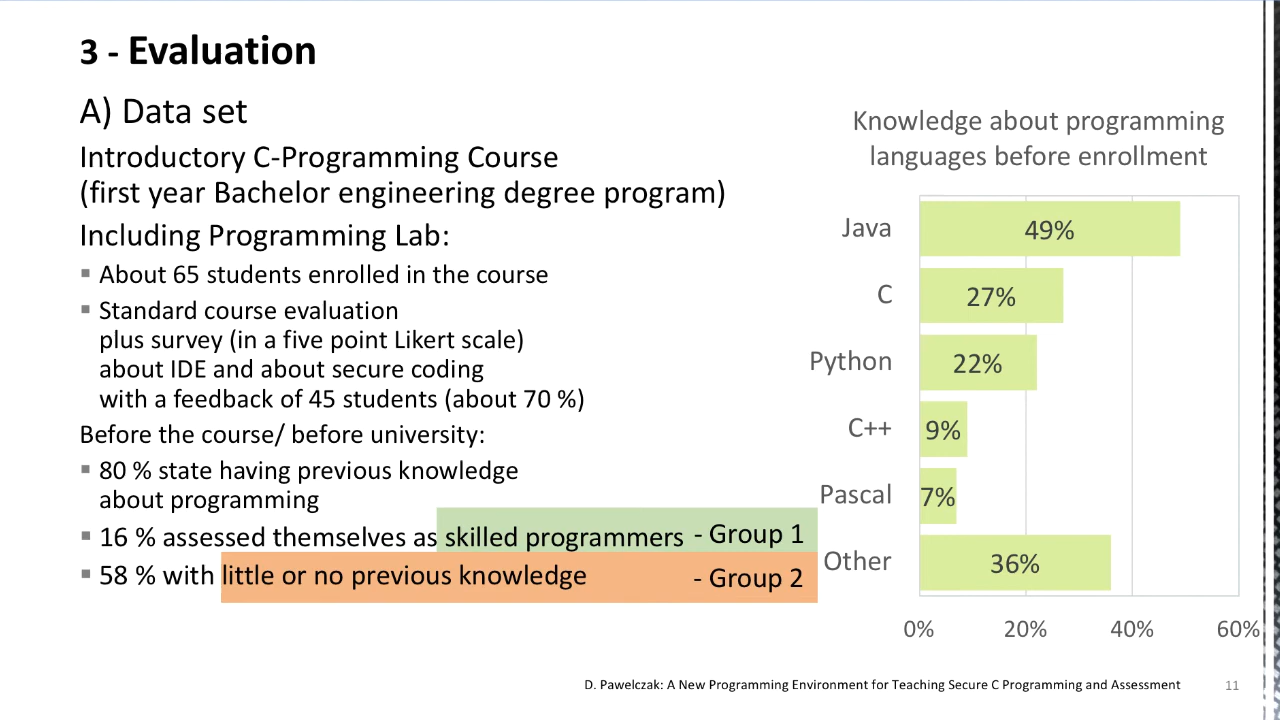 3 - Evaluation
A) Data set
Introductory C-Programming Course
(first year Bachelor engineering degree program)
Including Programming Lab:
▪ About 65 students enrolled in the course
▪ Standard course evaluation
plus survey (in a five point Likert scale)
about IDE and about secure coding
with a feedback of 45 students (about 70 %)
Before the course/ before university:
▪ 80 % state having previous knowledge
about programming
▪ 16 % assessed themselves as skilled programmers - Group 1
▪ 58 % with little or no previous knowledge - Group 2
Knowledge about programming
languages before enrollment
Java 49%
C 27%
Python 22%
C++ 9%
Pascal 7%
Other 36%
0% 20% 40% 60%
D. Pawelczak: A New Programming Environment for Teaching Secure C Programming and Assessment 11